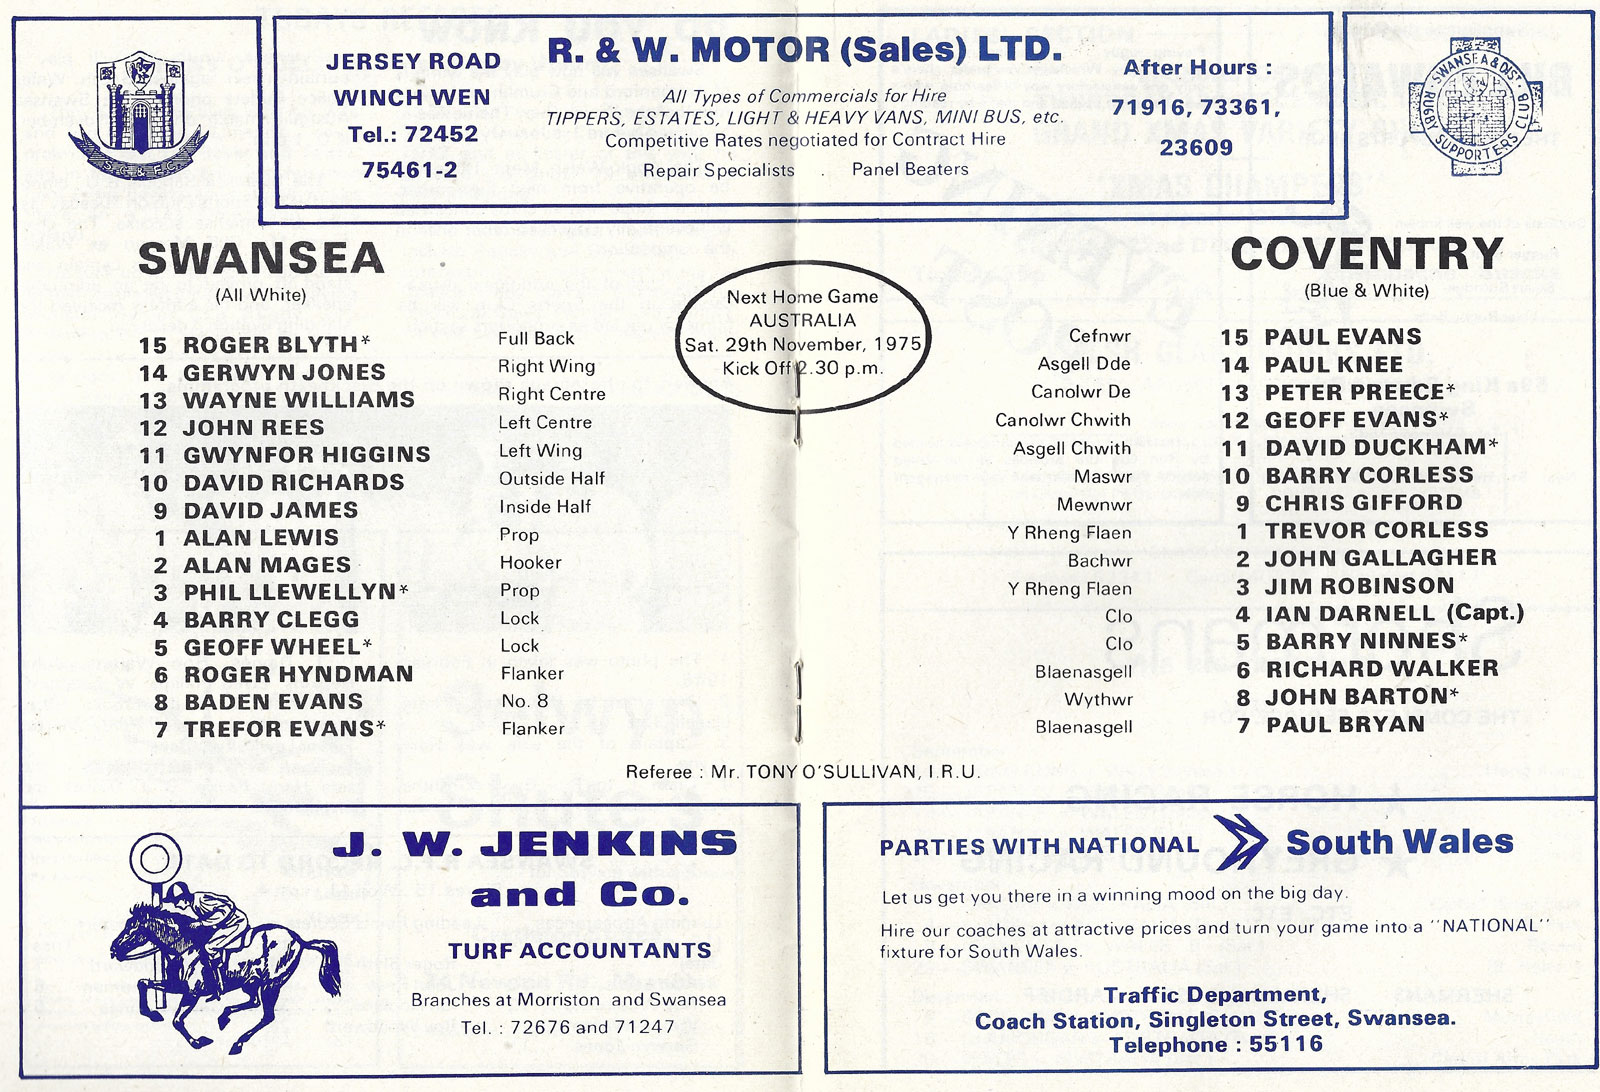 S.C. & F.C.
JERSEY ROAD
WINCH WEN
Tel.: 72452
75461-2
R. & W. MOTOR (Sales) LTD.
All Types of Commercials for Hire
TIPPERS, ESTATES, LIGHT & HEAVY VANS, MINI BUS, etc.
Competitive Rates negotiated for Contract Hire
Repair Specialists . Panel Beaters
After Hours :
71916, 73361,
23609
SWANSEA & DIST. RUGBY SUPPORTERS CLUB
SWANSEA
(All White)
15 ROGER BLYTH* Full Back
14 GERWYN JONES Right Wing
13 WAYNE WILLIAMS Right Centre
12 JOHN REES Left Centre
11 GWYNFOR HIGGINS Left Wing
10 DAVID RICHARDS Outside Half
9 DAVID JAMES Inside Half
1 ALAN LEWIS Prop
2 ALAN MAGES Hooker
3 PHIL LLEWELLYN* Prop
4 BARRY CLEGG Lock
5 GEOFF WHEEL* Lock
6 ROGER HYNDMAN Flanker
8 BADEN EVANS No. 8
7 TREFOR EVANS* Flanker
Next Home Game
AUSTRALIA
Sat. 29th November, 1975
Kick Off 2.30 p.m.
COVENTRY
(Blue & White)
Cefnwr 15 PAUL EVANS
Asgell Dde 14 PAUL KNEE
Canolwr De 13 PETER PREECE*
Canolwr Chwith 12 GEOFF EVANS*
Asgell Chwith 11 DAVID DUCKHAM*
Maswr 10 BARRY CORLESS
Mewnwr 9 CHRIS GIFFORD
Y Rheng Flaen 1 TREVOR CORLESS
Bachwr 2 JOHN GALLAGHER
Y Rheng Flaen 3 JIM ROBINSON
Clo 4 IAN DARNELL (Capt.)
Clo 5 BARRY NINNES*
Blaenasgell 6 RICHARD WALKER
Wythwr 8 JOHN BARTON*
Blaenasgell 7 PAUL BRYAN
Referee : Mr. TONY O'SULLIVAN, I.R.U.
J. W. JENKINS
and Co.
TURF ACCOUNTANTS
Branches at Morriston and Swansea
Tel. : 72676 and 71247
PARTIES WITH NATIONAL South Wales
Let us get you there in a winning mood on the big day.
Hire our coaches at attractive prices and turn your game into a "NATIONAL"
fixture for South Wales.
Traffic Department,
Coach Station, Singleton Street, Swansea.
Telephone : 55116